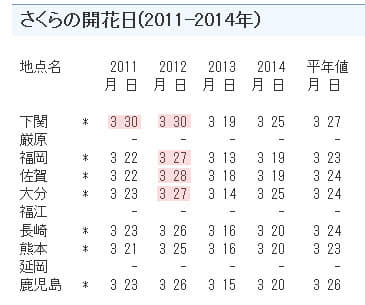 さくらの開花日(2011-2014年)
地点名 2011 2012 2013 2014 平年値
月 日 月 日 月 日 月 日 月 日
下関 * 3 30 3 30 3 19 3 25 3 27
厳原 - - - - -
福岡 * 3 22 3 27 3 13 3 19 3 23
佐賀 * 3 22 3 28 3 18 3 19 3 24
大分 * 3 23 3 27 3 14 3 25 3 24
福江 - - - - -
長崎 * 3 23 3 26 3 16 3 20 3 24
熊本 * 3 21 3 25 3 16 3 20 3 23
延岡 - - - - -
鹿児島 * 3 23 3 26 3 15 3 20 3 26